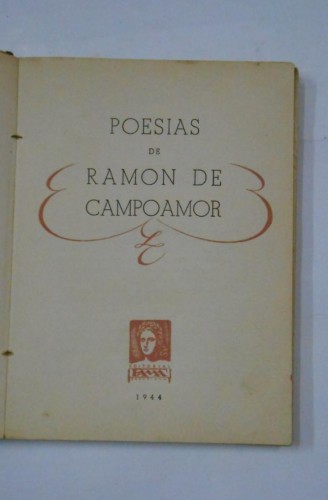 POESIAS
DE
RAMON DE
CAMPOAMOR
1944